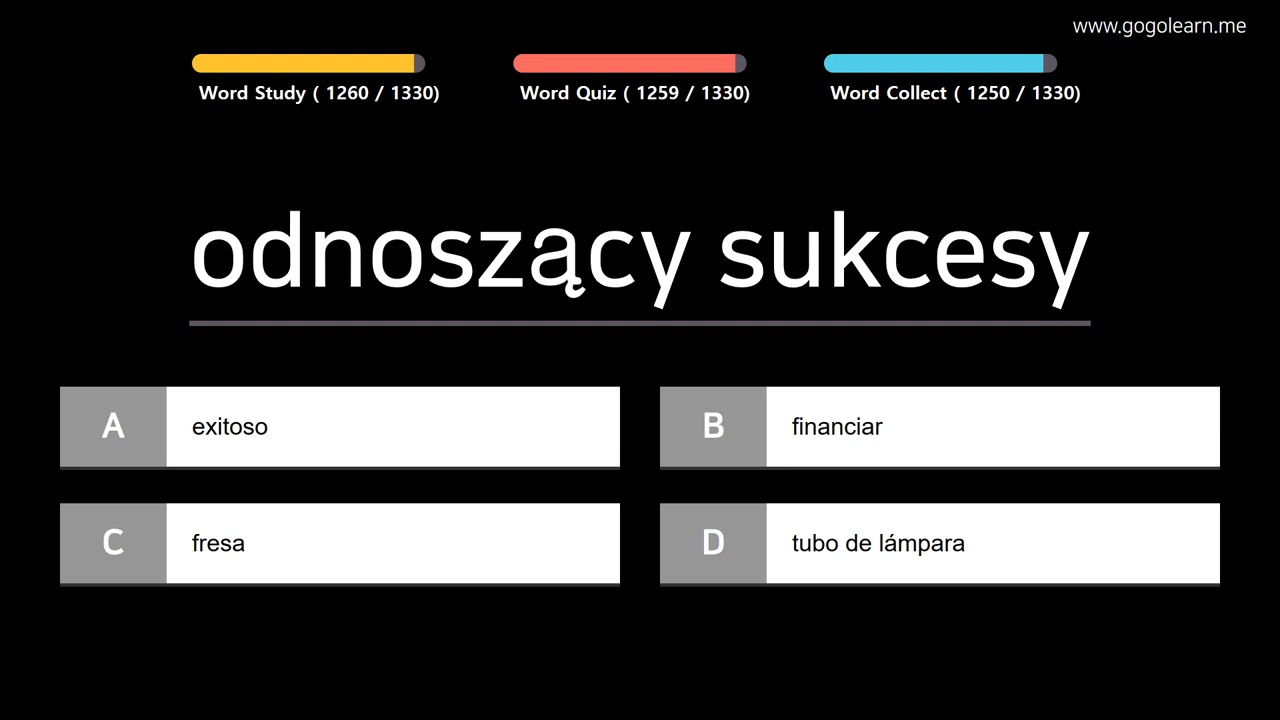 www.gogolearn.me
Word Study ( 1260 / 1330)
Word Quiz ( 1259 / 1330)
Word Collect ( 1250 / 1330)
odnoszący sukcesy
A exitoso
B financiar
C fresa
D tubo de lámpara